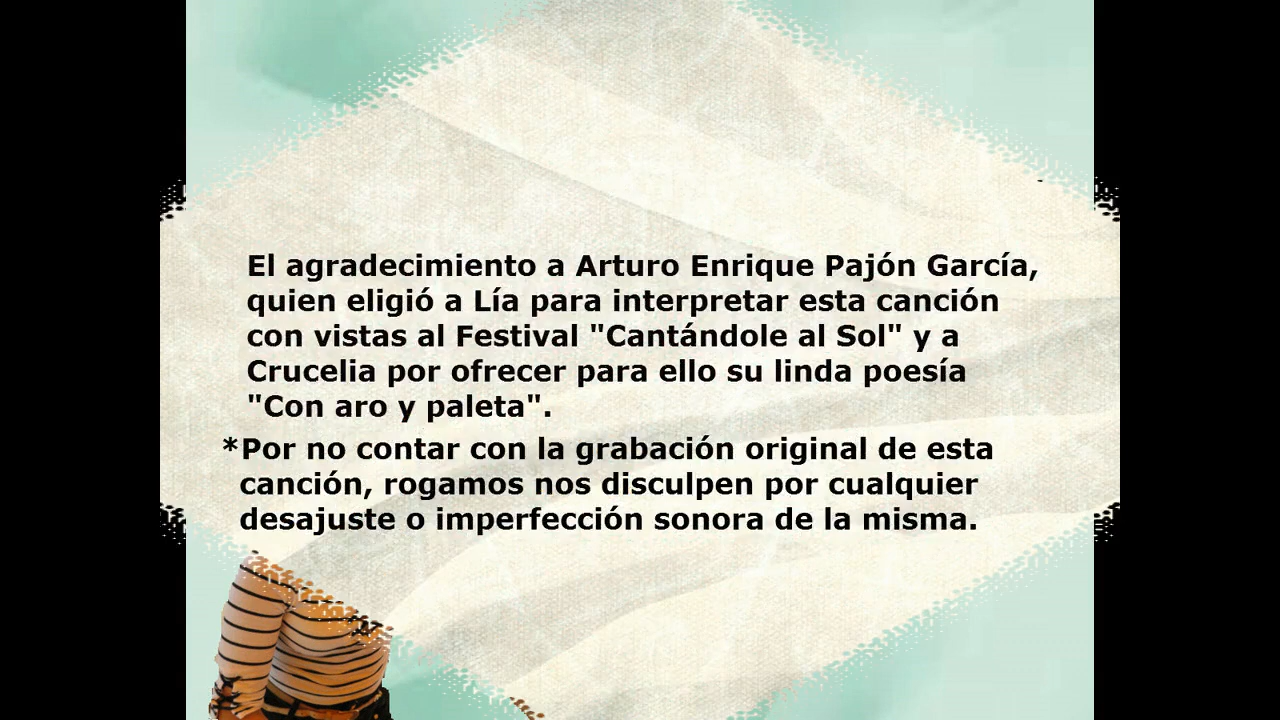 El agradecimiento a Arturo Enrique Pajón García,
quien eligió a Lía para interpretar esta canción
con vistas al Festival "Cantándole al Sol" y a
Crucelia por ofrecer para ello su linda poesía
"Con aro y paleta".
*Por no contar con la grabación original de esta
canción, rogamos nos disculpen por cualquier
desajuste o imperfección sonora de la misma.